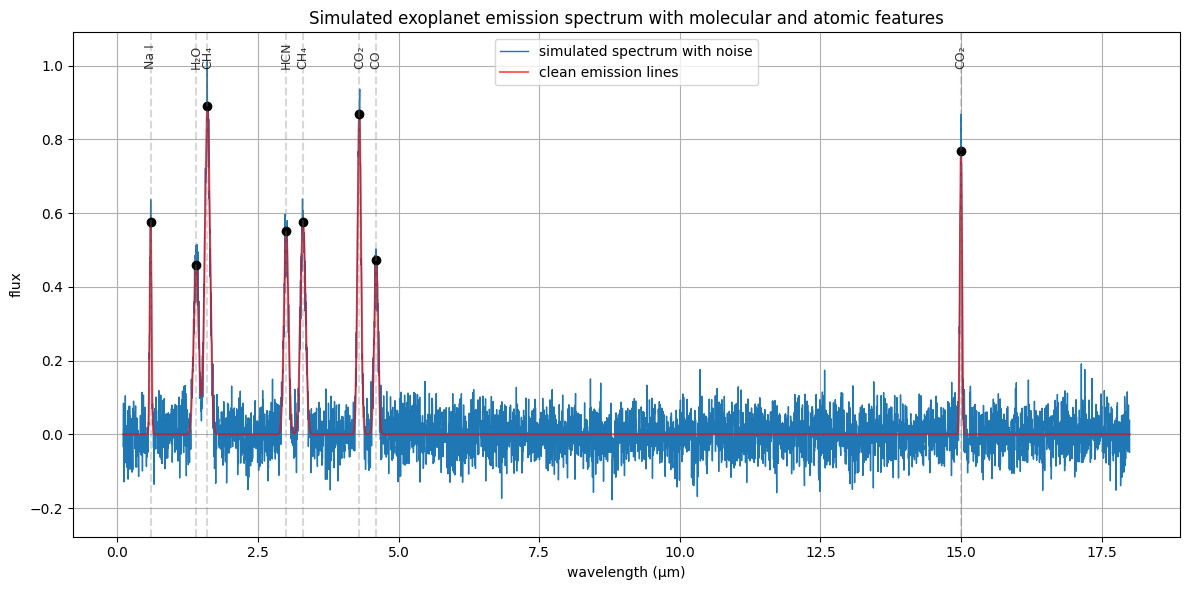 Simulated exoplanet emission spectrum with molecular and atomic features
simulated spectrum with noise
clean emission lines
Na I
H₂O
CH₄
HCN
CH₄
CO₂
CO
CO₂
flux
1.0
0.8
0.6
0.4
0.2
0.0
−0.2
0.0
2.5
5.0
7.5
10.0
12.5
15.0
17.5
wavelength (μm)